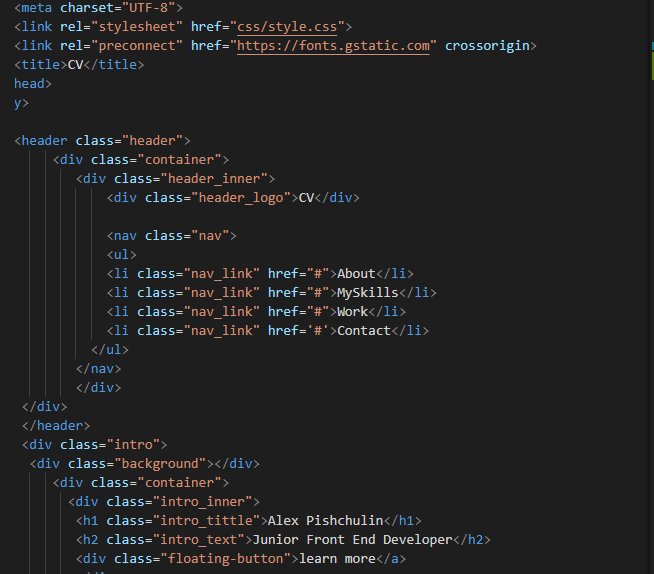 <meta charset="UTF-8">
<link rel="stylesheet" href="css/style.css">
<link rel="preconnect" href="https://fonts.gstatic.com" crossorigin>
<title>CV</title>
head>
y>
<header class="header">
<div class="container">
<div class="header_inner">
<div class="header_logo">CV</div>
<nav class="nav">
<ul>
<li class="nav_link" href="#">About</li>
<li class="nav_link" href="#">MySkills</li>
<li class="nav_link" href="#">Work</li>
<li class="nav_link" href='#'>Contact</li>
</ul>
</nav>
</div>
</div>
</header>
<div class="intro">
<div class="background"></div>
<div class="container">
<div class="intro_inner">
<h1 class="intro_tittle">Alex Pishchulin</h1>
<h2 class="intro_text">Junior Front End Developer</h2>
<div class="floating-button">learn more</a>